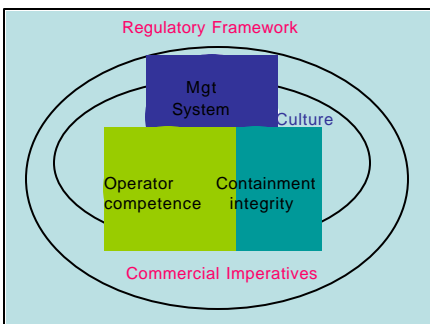 Regulatory Framework
Mgt
System
Culture
Operator
competence
Containment
integrity
Commercial Imperatives